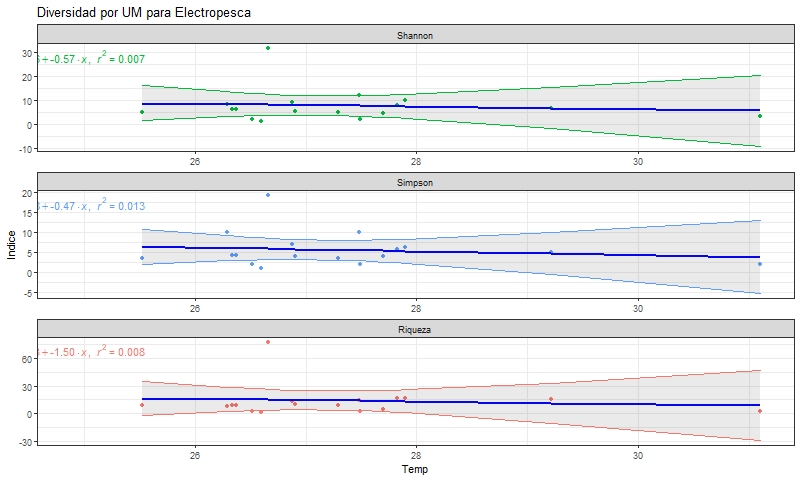 Diversidad por UM para Electropesca
Shannon
+-0.57·x, r² = 0.007
30
20
10
0
-10
26 28 30
Simpson
+-0.47·x, r² = 0.013
20
15
10
5
0
-5
26 28 30
Indice
Riqueza
+-1.50·x, r² = 0.008
60
30
0
-30
26 28 30
Temp